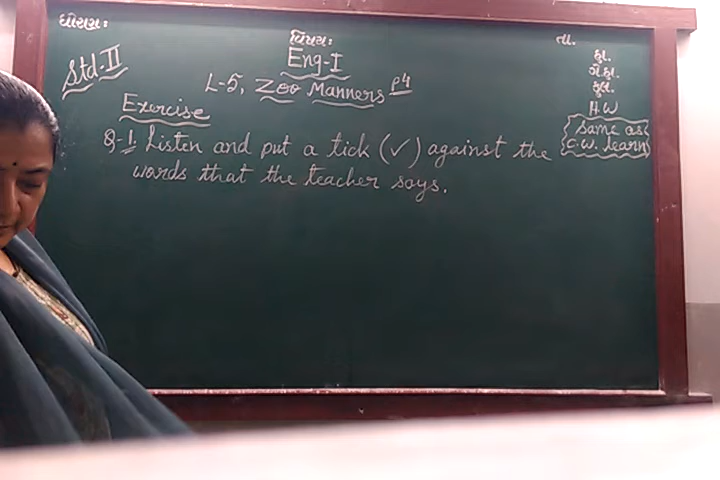 ધોરણઃ
વિષયઃ
તા.
Std-II
Eng-I
ક્રા.
ગેહા.
કુલ.
L-5, Zoo Manners P4
H.W
Same as
C.W. Learn
Exercise
Q-1. Listen and put a tick (✓) against the
words that the teacher says.